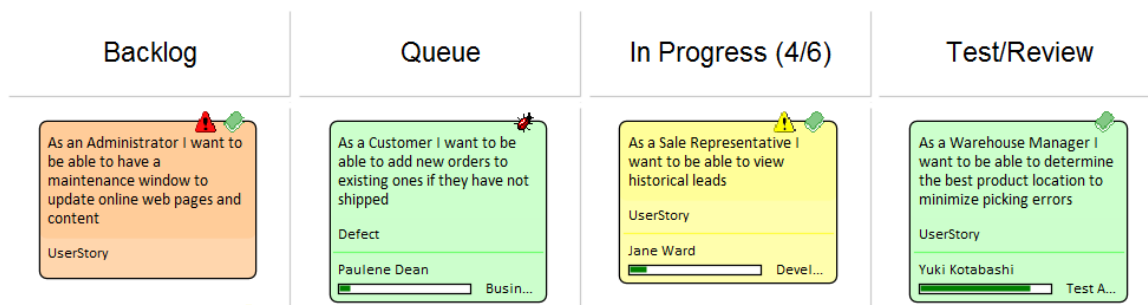 Backlog
Queue
In Progress (4/6)
Test/Review
As an Administrator I want to
be able to have a
maintenance window to
update online web pages and
content
UserStory
As a Customer I want to be
able to add new orders to
existing ones if they have not
shipped
Defect
Paulene Dean
Busin...
As a Sale Representative I
want to be able to view
historical leads
UserStory
Jane Ward
Devel...
As a Warehouse Manager I
want to be able to determine
the best product location to
minimize picking errors
UserStory
Yuki Kotabashi
Test A...